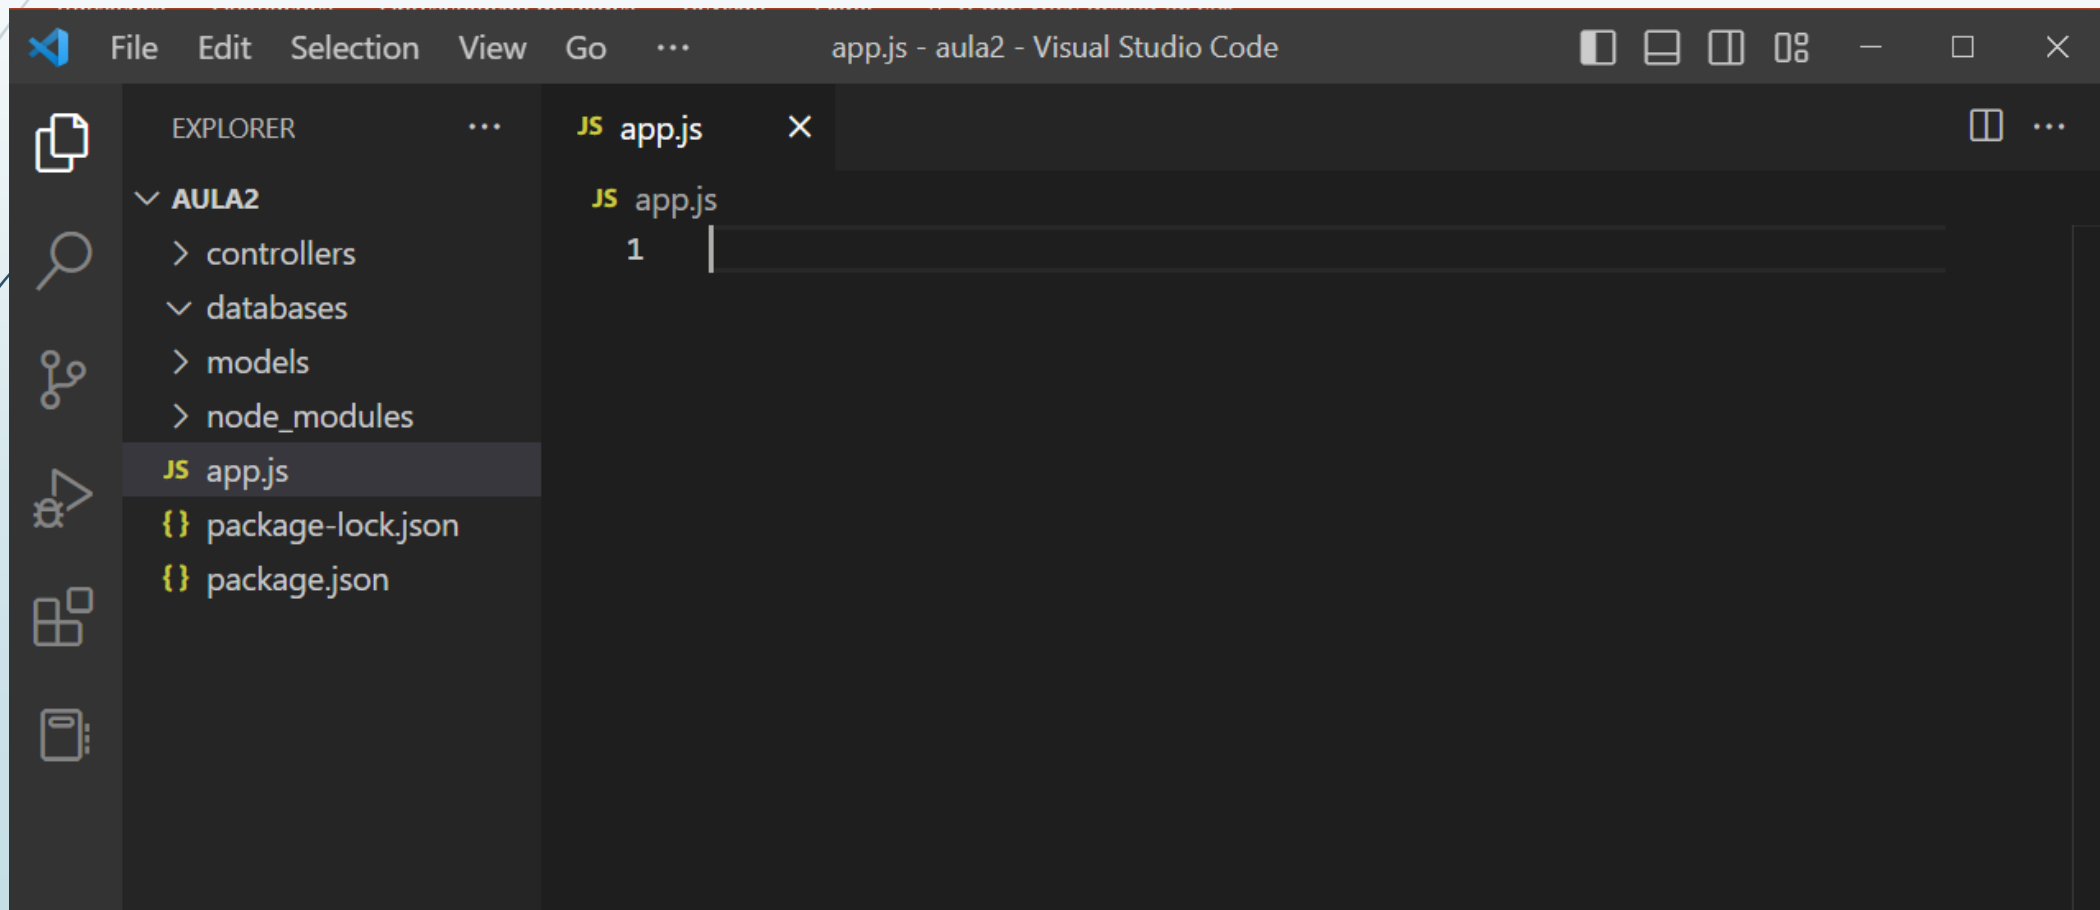 File Edit Selection View Go ··· app.js - aula2 - Visual Studio Code
EXPLORER ···
AULA2
controllers
databases
models
node_modules
JS app.js
{} package-lock.json
{} package.json
JS app.js
JS app.js
1